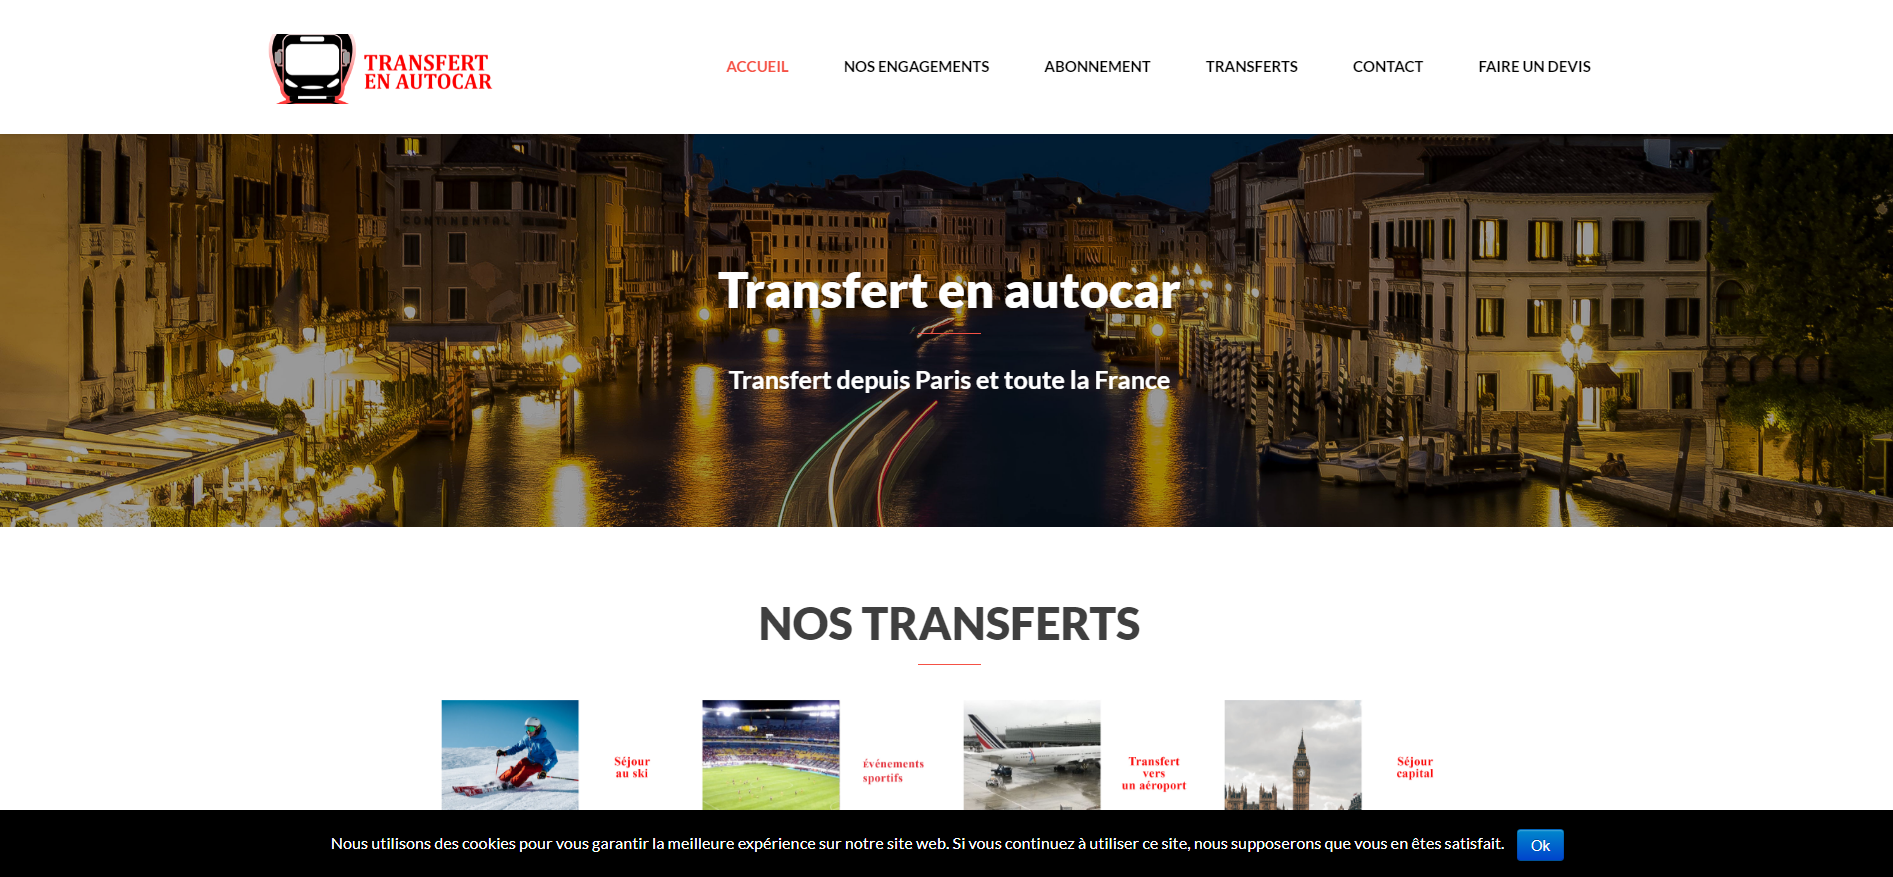 TRANSFERT
EN AUTOCAR
ACCUEIL
NOS ENGAGEMENTS
ABONNEMENT
TRANSFERTS
CONTACT
FAIRE UN DEVIS
CONTINENTAL
Transfert en autocar
Transfert depuis Paris et toute la France
NOS TRANSFERTS
Séjour
au ski
Événements
sportifs
Transfert
vers
un aéroport
Séjour
capital
Nous utilisons des cookies pour vous garantir la meilleure expérience sur notre site web. Si vous continuez à utiliser ce site, nous supposerons que vous en êtes satisfait.
Ok